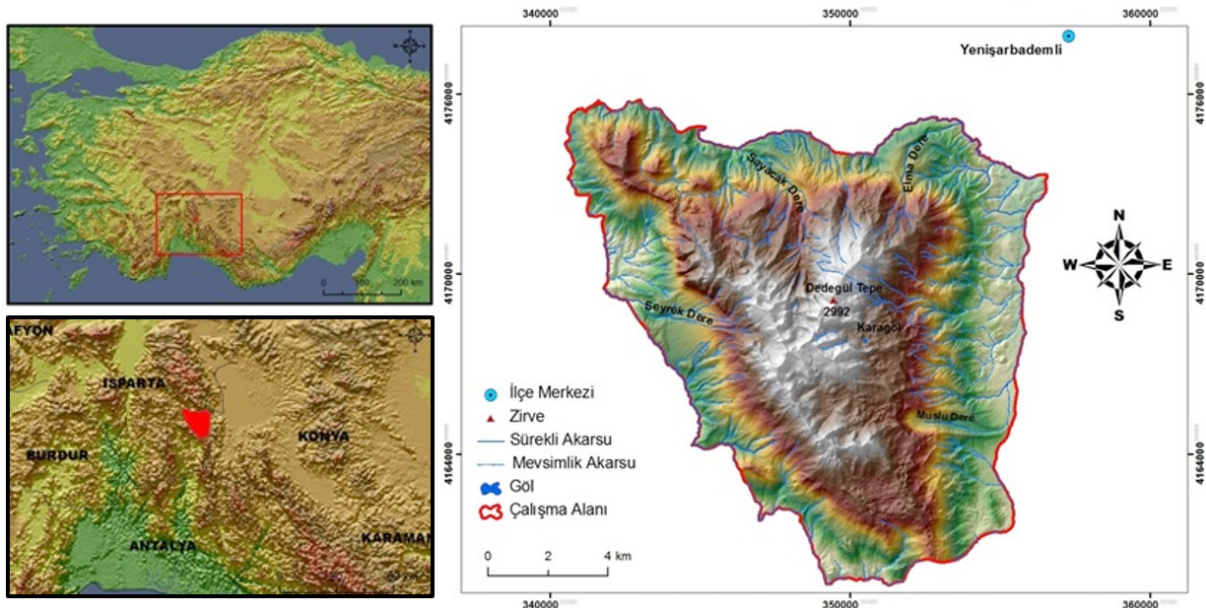 0 100 200 km
AFYON
ISPARTA
BURDUR
KONYA
ANTALYA
KARAMAN
340000 350000 360000
4176000
4170000
4164000
Yenişarbademli
Sayacak Dere
Elma Dere
Dedegül Tepe
2992
Karagöl
Seyrek Dere
Muslu Dere
N
W E
S
İlçe Merkezi
Zirve
Sürekli Akarsu
Mevsimlik Akarsu
Göl
Çalışma Alanı
0 2 4 km
4176000
4170000
4164000
340000 350000 360000